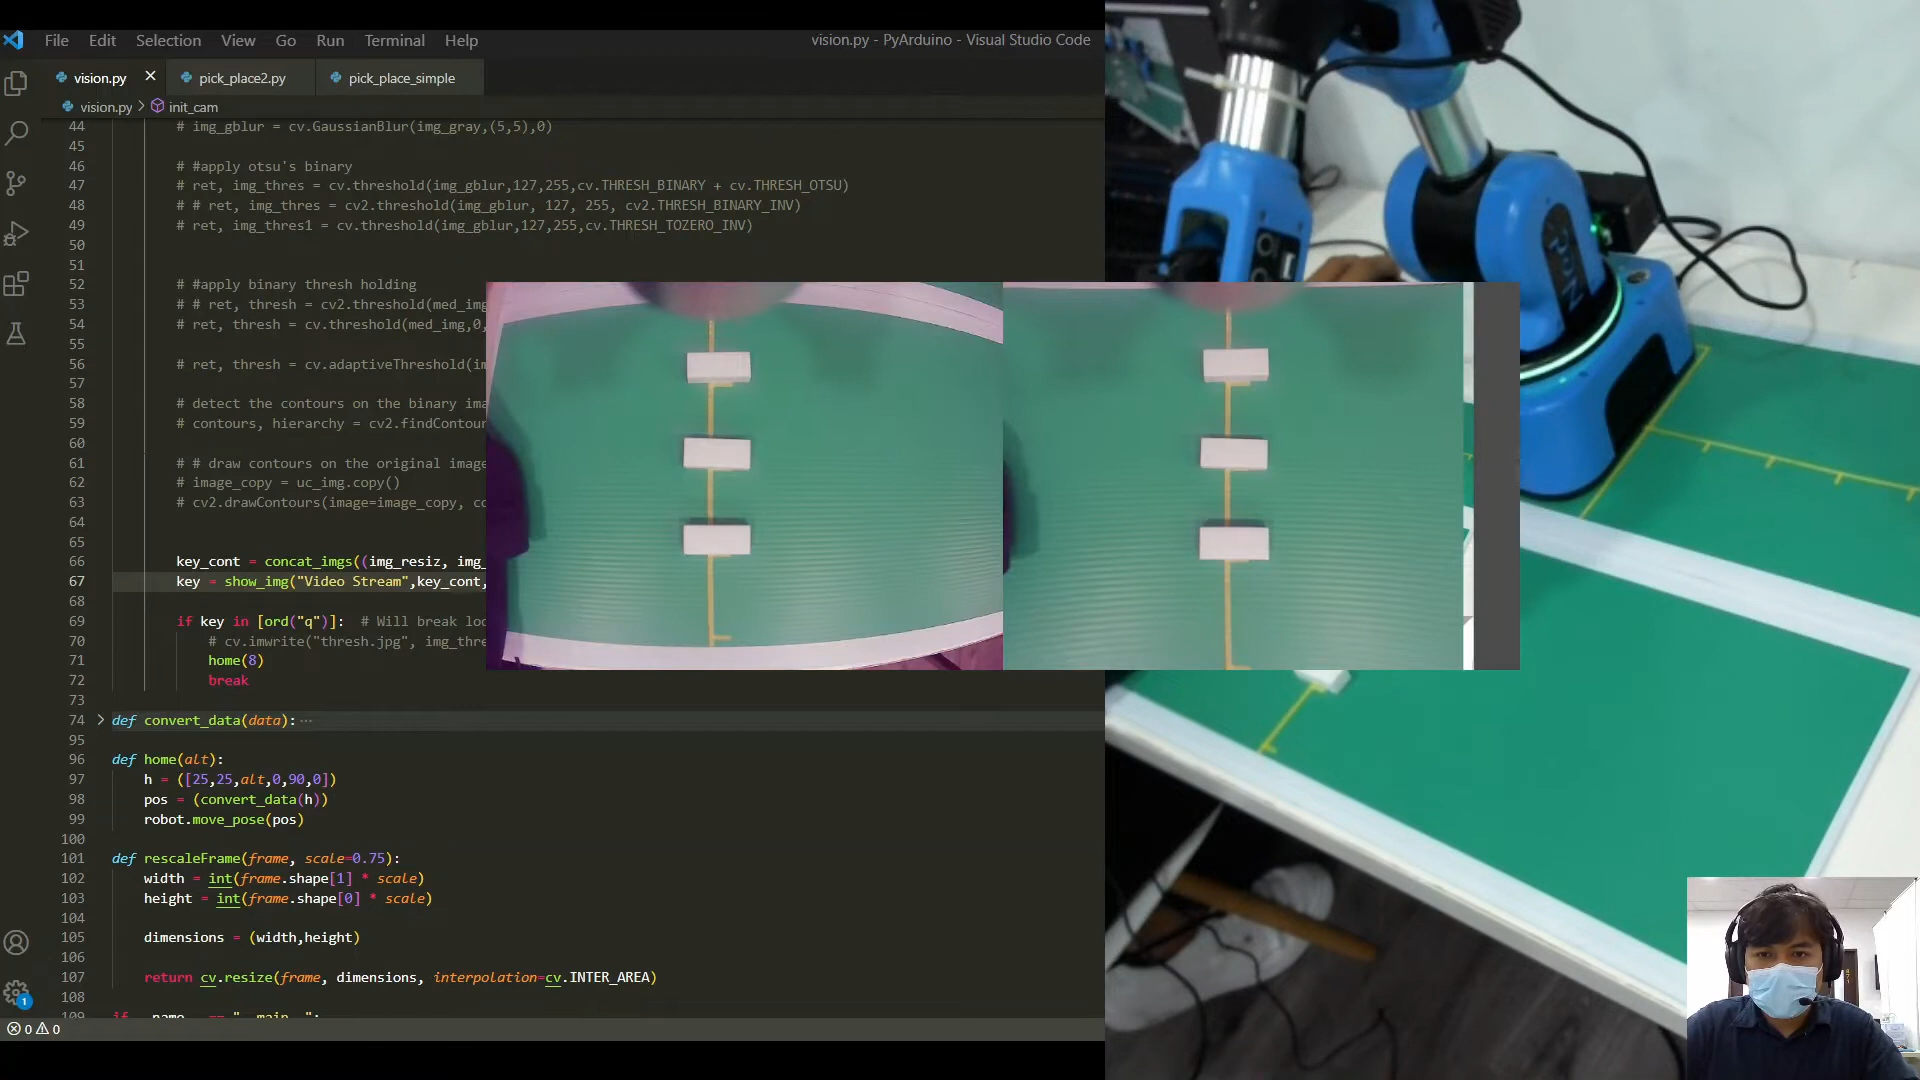 File Edit Selection View Go Run Terminal Help
vision.py - PyArduino - Visual Studio Code
vision.py
pick_place2.py
pick_place_simple
vision.py > init_cam
44 # img_gblur = cv.GaussianBlur(img_gray,(5,5),0)
45
46 # #apply otsu's binary
47 # ret, img_thres = cv.threshold(img_gblur,127,255,cv.THRESH_BINARY + cv.THRESH_OTSU)
48 # # ret, img_thres = cv2.threshold(img_gblur, 127, 255, cv2.THRESH_BINARY_INV)
49 # ret, img_thres1 = cv.threshold(img_gblur,127,255,cv.THRESH_TOZERO_INV)
50
51
52 # #apply binary thresh holding
53 # # ret, thresh = cv2.threshold(med_img
54 # ret, thresh = cv.threshold(med_img,0,
55
56 # ret, thresh = cv.adaptiveThreshold(im
57
58 # detect the contours on the binary ima
59 # contours, hierarchy = cv2.findContour
60
61 # # draw contours on the original image
62 # image_copy = uc_img.copy()
63 # cv2.drawContours(image=image_copy, co
64
65
66 key_cont = concat_imgs((img_resiz, img_
67 key = show_img("Video Stream",key_cont,
68
69 if key in [ord("q")]: # Will break loo
70 # cv.imwrite("thresh.jpg", img_thre
71 home(8)
72 break
73
74 def convert_data(data): ...
95
96 def home(alt):
97 h = ([25,25,alt,0,90,0])
98 pos = (convert_data(h))
99 robot.move_pose(pos)
100
101 def rescaleFrame(frame, scale=0.75):
102 width = int(frame.shape[1] * scale)
103 height = int(frame.shape[0] * scale)
104
105 dimensions = (width,height)
106
107 return cv.resize(frame, dimensions, interpolation=cv.INTER_AREA)
108
109 if __name__ == "__main__":
1
0 0